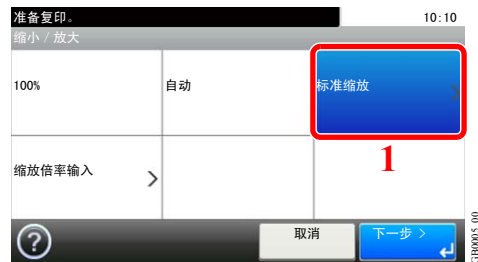 准备复印。 10:10
缩小 / 放大
100% 自动 标准缩放
1
缩放倍率输入
? 取消 下一步 >
GB0005_00